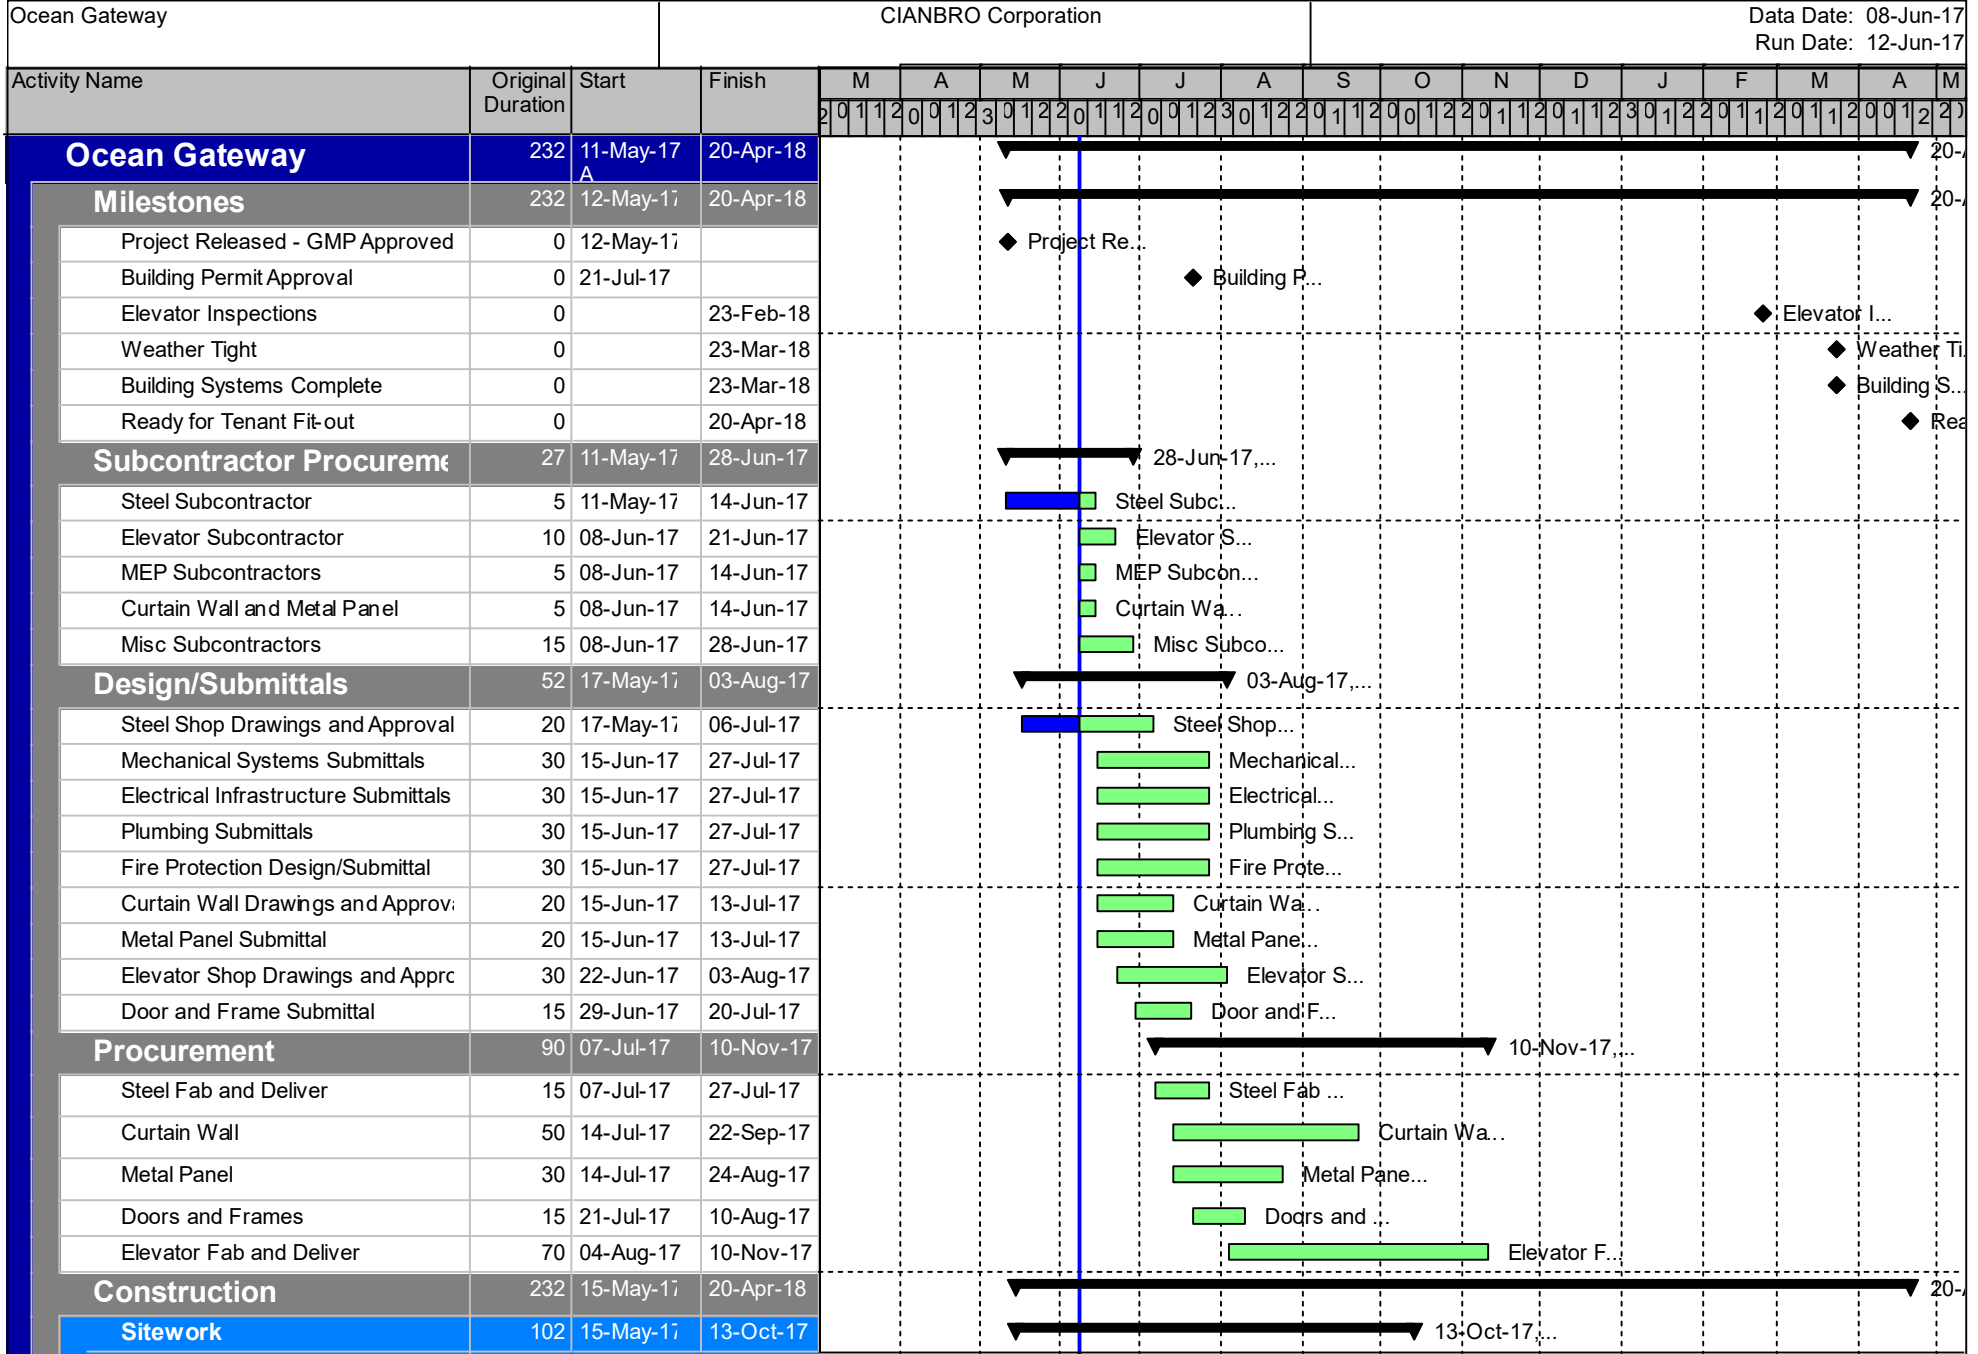 Ocean Gateway CIANBRO Corporation Data Date: 08-Jun-17
Run Date: 12-Jun-17
Activity Name Original Duration Start Finish M A M J J A S O N D J F M A M
Ocean Gateway 232 11-May-17 A 20-Apr-18 20-A
Milestones 232 12-May-17 20-Apr-18 20-A
Project Released - GMP Approved 0 12-May-17 Project Re...
Building Permit Approval 0 21-Jul-17 Building P...
Elevator Inspections 0 23-Feb-18 Elevator I...
Weather Tight 0 23-Mar-18 Weather Ti.
Building Systems Complete 0 23-Mar-18 Building S...
Ready for Tenant Fit-out 0 20-Apr-18 Rea
Subcontractor Procureme 27 11-May-17 28-Jun-17 28-Jun-17,...
Steel Subcontractor 5 11-May-17 14-Jun-17 Steel Subc...
Elevator Subcontractor 10 08-Jun-17 21-Jun-17 Elevator S...
MEP Subcontractors 5 08-Jun-17 14-Jun-17 MEP Subcon...
Curtain Wall and Metal Panel 5 08-Jun-17 14-Jun-17 Curtain Wa...
Misc Subcontractors 15 08-Jun-17 28-Jun-17 Misc Subco...
Design/Submittals 52 17-May-17 03-Aug-17 03-Aug-17,...
Steel Shop Drawings and Approval 20 17-May-17 06-Jul-17 Steel Shop...
Mechanical Systems Submittals 30 15-Jun-17 27-Jul-17 Mechanical...
Electrical Infrastructure Submittals 30 15-Jun-17 27-Jul-17 Electrical...
Plumbing Submittals 30 15-Jun-17 27-Jul-17 Plumbing S...
Fire Protection Design/Submittal 30 15-Jun-17 27-Jul-17 Fire Prote...
Curtain Wall Drawings and Approva 20 15-Jun-17 13-Jul-17 Curtain Wa...
Metal Panel Submittal 20 15-Jun-17 13-Jul-17 Metal Pane...
Elevator Shop Drawings and Appro 30 22-Jun-17 03-Aug-17 Elevator S...
Door and Frame Submittal 15 29-Jun-17 20-Jul-17 Door and F...
Procurement 90 07-Jul-17 10-Nov-17 10-Nov-17,...
Steel Fab and Deliver 15 07-Jul-17 27-Jul-17 Steel Fab ...
Curtain Wall 50 14-Jul-17 22-Sep-17 Curtain Wa...
Metal Panel 30 14-Jul-17 24-Aug-17 Metal Pane...
Doors and Frames 15 21-Jul-17 10-Aug-17 Doors and ...
Elevator Fab and Deliver 70 04-Aug-17 10-Nov-17 Elevator F...
Construction 232 15-May-17 20-Apr-18 20-A
Sitework 102 15-May-17 13-Oct-17 13-Oct-17,...